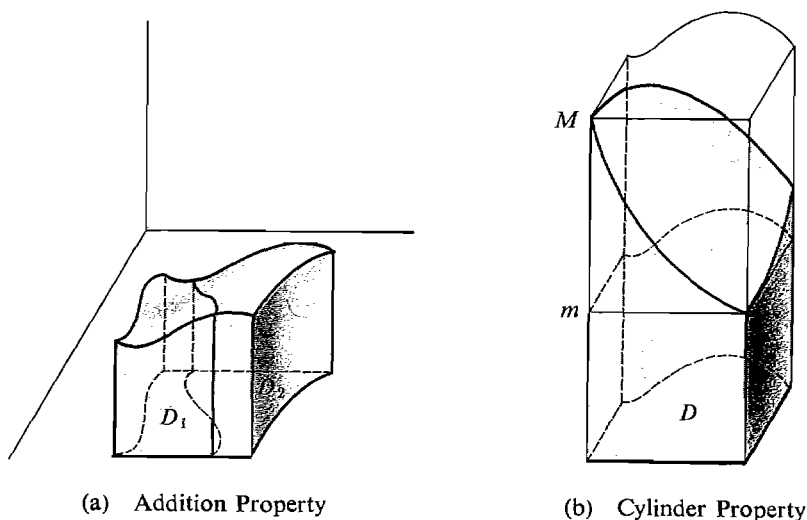 M
m
D₁
D₂
D
(a) Addition Property
(b) Cylinder Property